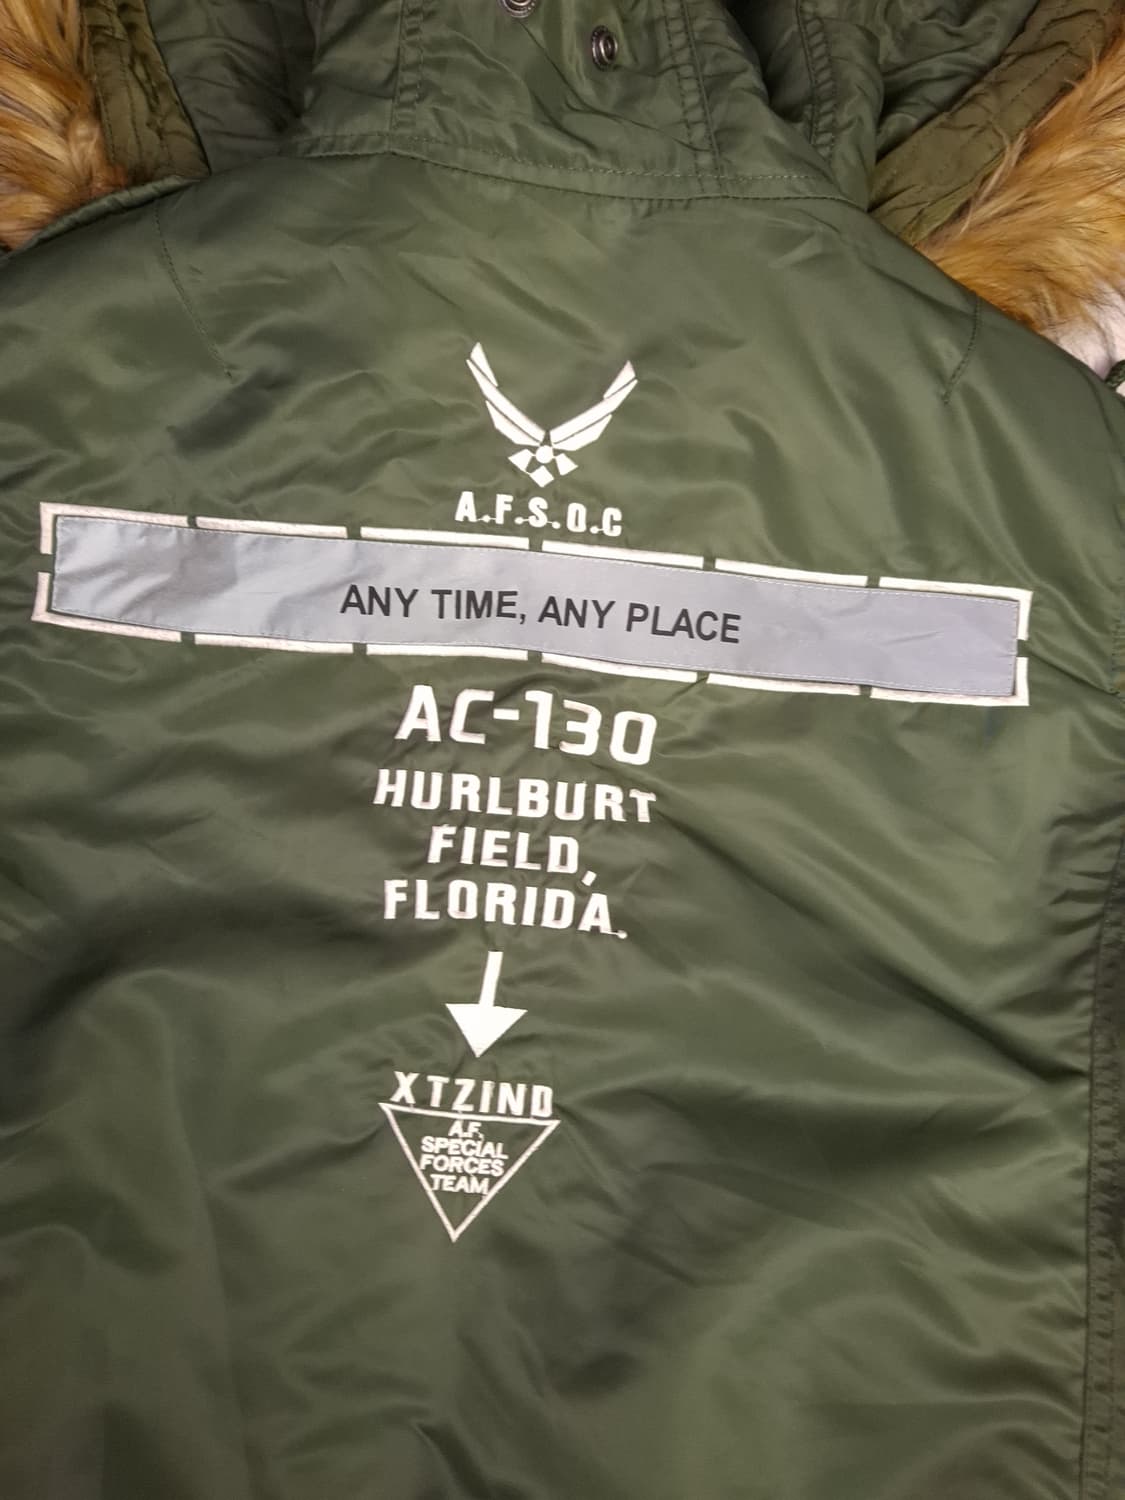 A.F.S.O.C
ANY TIME, ANY PLACE
AC-130
HURLBURT
FIELD,
FLORIDA.
XTZIND
A.F.
SPECIAL
FORCES
TEAM